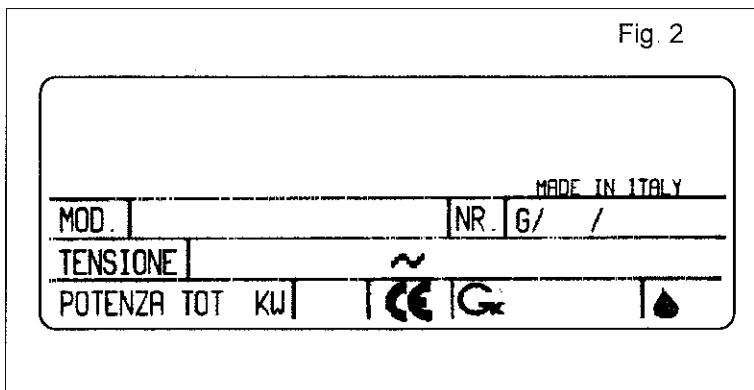 Fig. 2
MADE IN ITALY
MOD. NR. G/ /
TENSIONE ~
POTENZA TOT KW CE